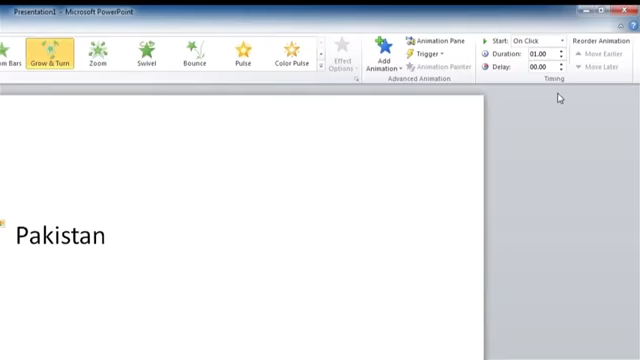 Presentation1 - Microsoft PowerPoint
Animation Pane Start: On Click Reorder Animation
Trigger Duration: 01.00 Move Earlier
Grow & Turn Zoom Swivel Bounce Pulse Color Pulse Effect Options Add Animation Animation Painter Delay: 00.00 Move Later
Advanced Animation Timing
Pakistan